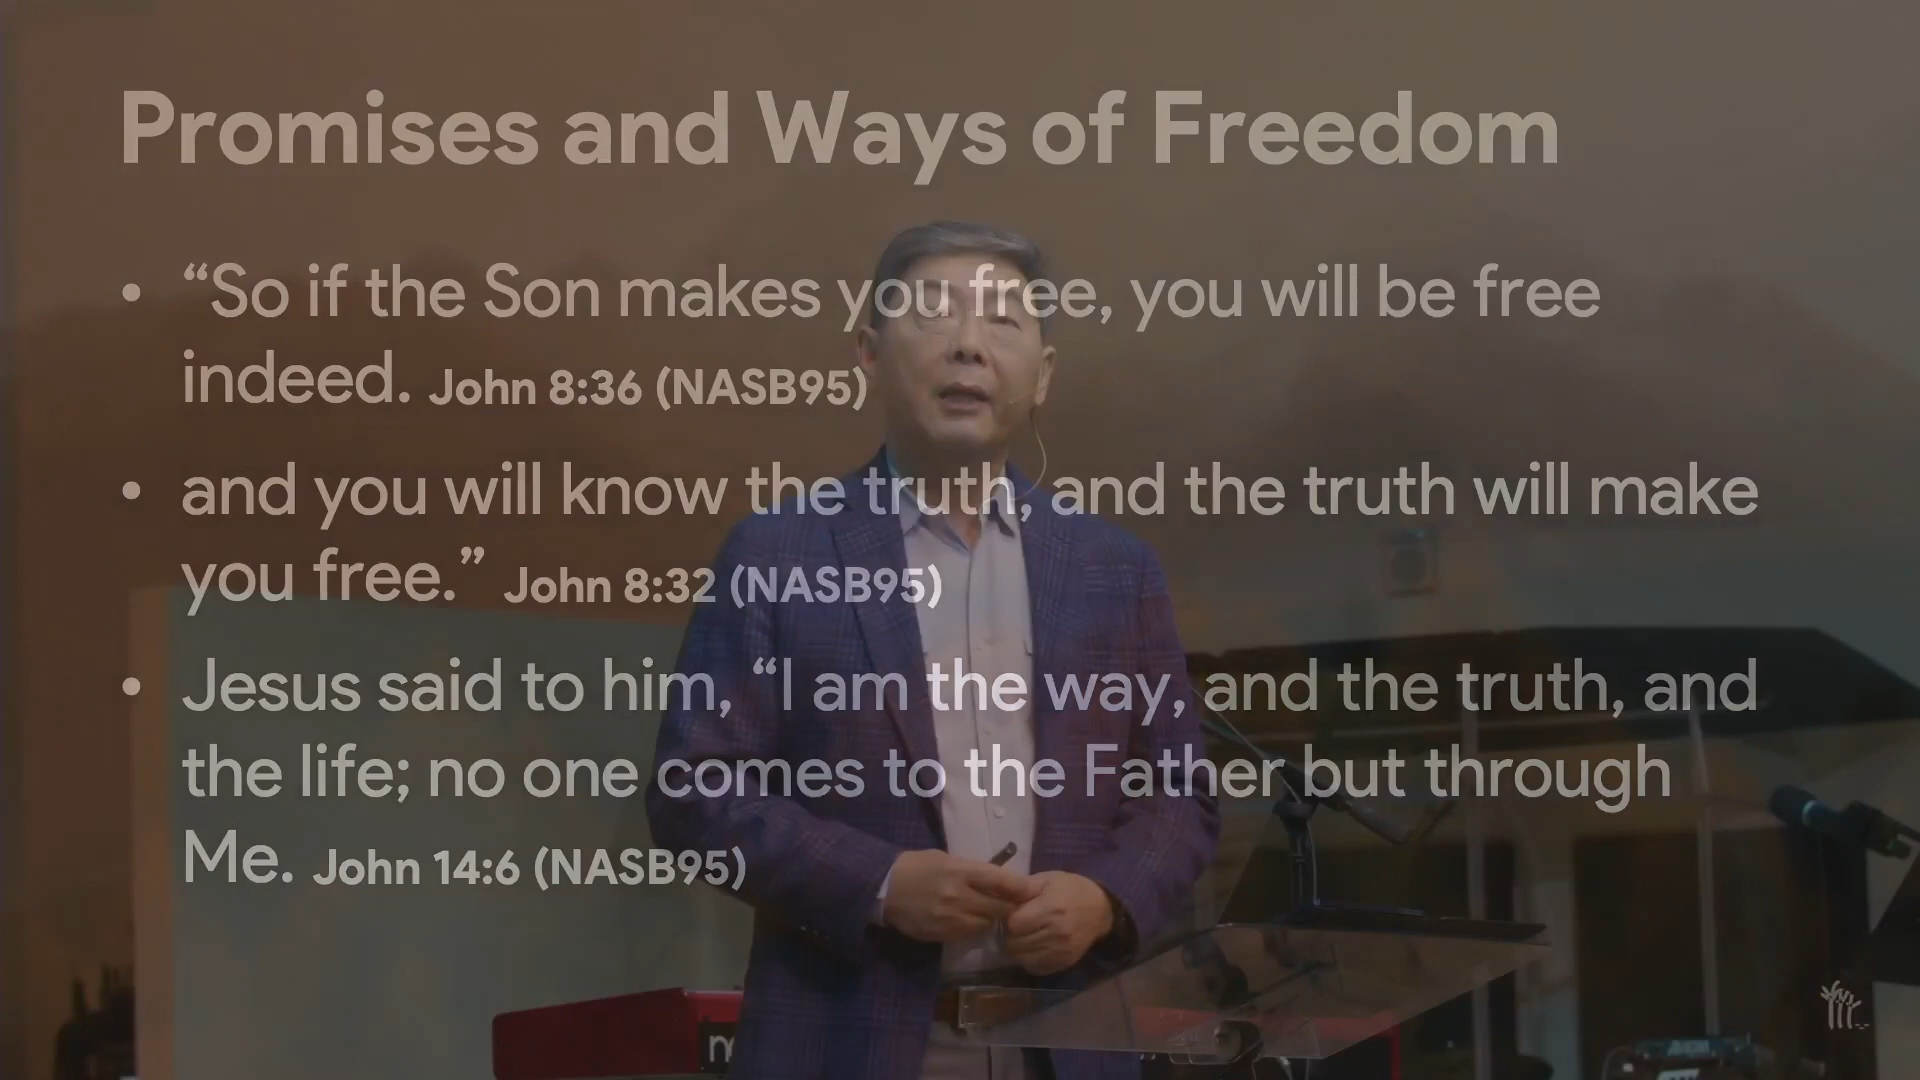 Promises and Ways of Freedom
• “So if the Son makes you free, you will be free
indeed. John 8:36 (NASB95)
• and you will know the truth, and the truth will make
you free.” John 8:32 (NASB95)
• Jesus said to him, “I am the way, and the truth, and
the life; no one comes to the Father but through
Me. John 14:6 (NASB95)